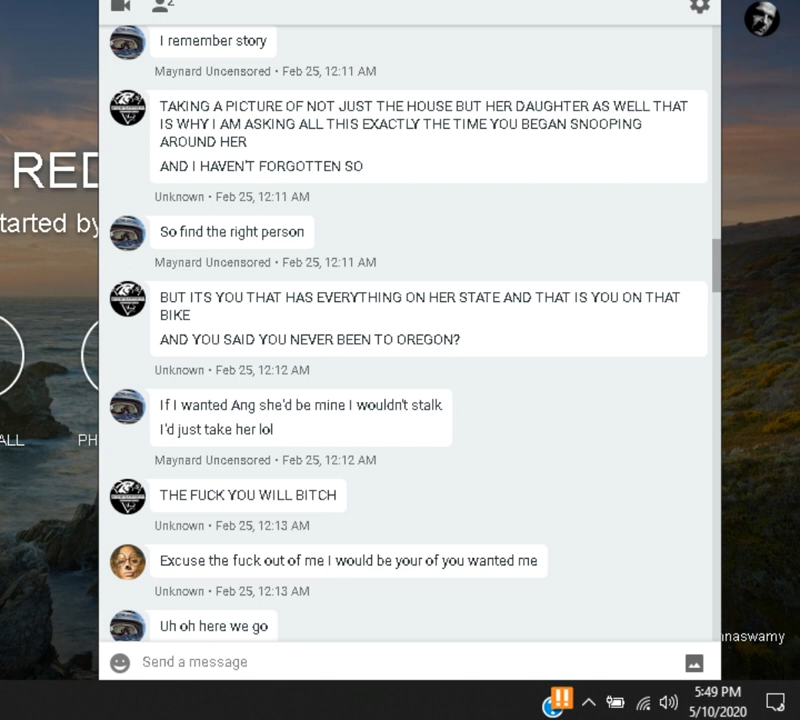 2
I remember story
Maynard Uncensored • Feb 25, 12:11 AM
TAKING A PICTURE OF NOT JUST THE HOUSE BUT HER DAUGHTER AS WELL THAT
IS WHY I AM ASKING ALL THIS EXACTLY THE TIME YOU BEGAN SNOOPING
AROUND HER
AND I HAVEN'T FORGOTTEN SO
RED
Unknown • Feb 25, 12:11 AM
tarted by
So find the right person
Maynard Uncensored • Feb 25, 12:11 AM
BUT ITS YOU THAT HAS EVERYTHING ON HER STATE AND THAT IS YOU ON THAT
BIKE
AND YOU SAID YOU NEVER BEEN TO OREGON?
Unknown • Feb 25, 12:12 AM
If I wanted Ang she'd be mine I wouldn't stalk
I'd just take her lol
ALL
PH
Maynard Uncensored • Feb 25, 12:12 AM
THE FUCK YOU WILL BITCH
Unknown • Feb 25, 12:13 AM
Excuse the fuck out of me I would be your of you wanted me
Unknown • Feb 25, 12:13 AM
Uh oh here we go
nnaswamy
Send a message
5:49 PM
5/10/2020